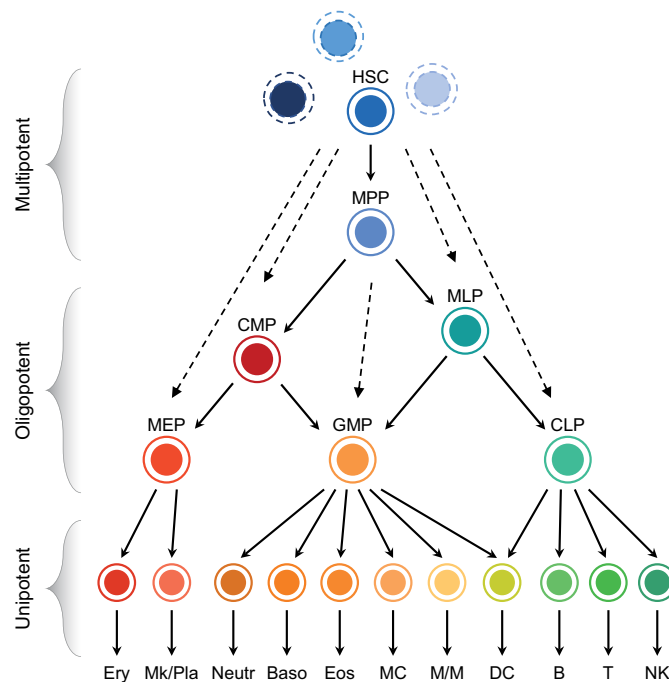 HSC
Multipotent
MPP
MLP
CMP
Oligopotent
MEP
GMP
CLP
Unipotent
Ery
Mk/Pla
Neutr
Baso
Eos
MC
M/M
DC
B
T
NK